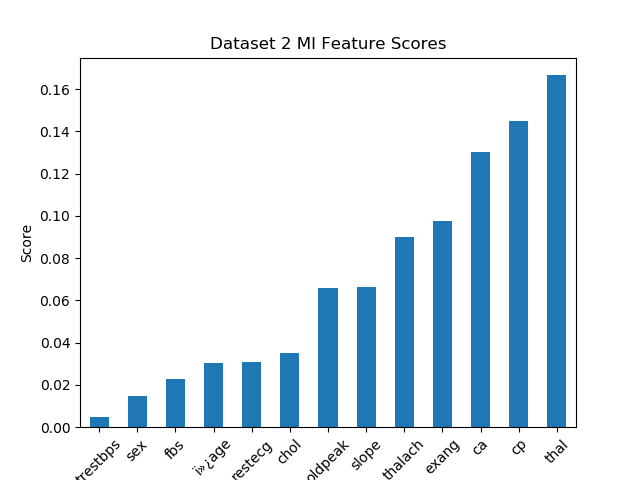 Dataset 2 MI Feature Scores
Score
0.16
0.14
0.12
0.10
0.08
0.06
0.04
0.02
0.00
trestbps
sex
fbs
ï»¿age
restecg
chol
oldpeak
slope
thalach
exang
ca
cp
thal